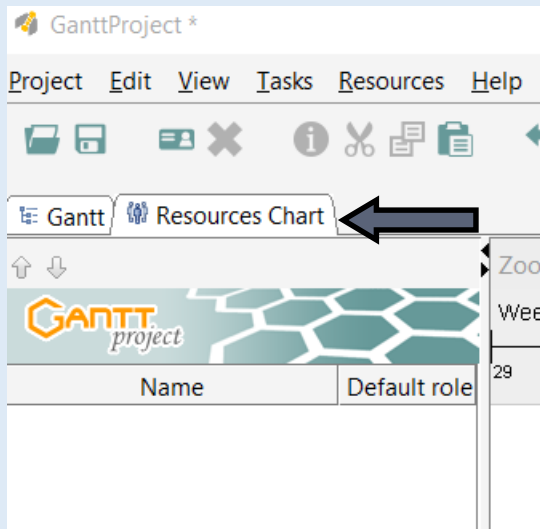 GanttProject *
Project Edit View Tasks Resources Help
Gantt Resources Chart
Zoo
GANTT
project
Wee
Name Default role
29